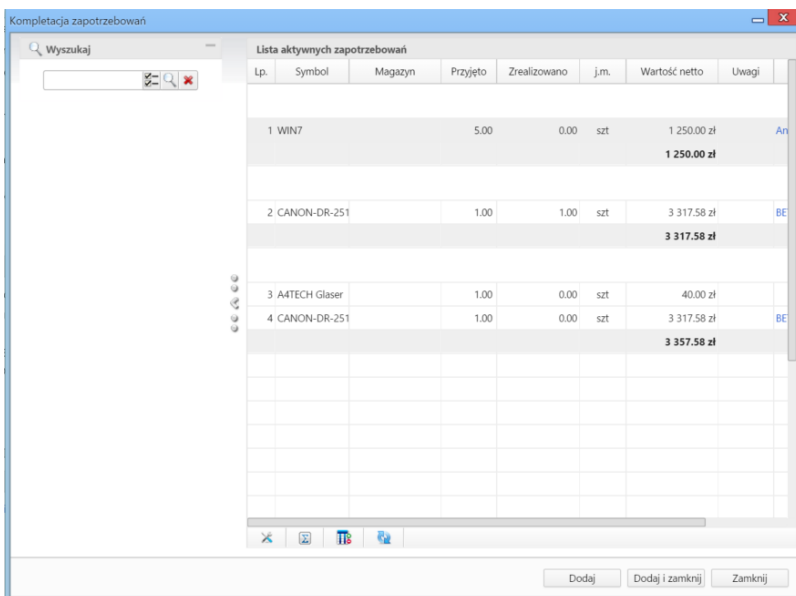 Kompletacja zapotrzebowań
Wyszukaj
Lista aktywnych zapotrzebowań
Lp. Symbol Magazyn Przyjęto Zrealizowano j.m. Wartość netto Uwagi
1 WIN7 5.00 0.00 szt 1 250.00 zł An
1 250.00 zł
2 CANON-DR-251 1.00 1.00 szt 3 317.58 zł BE
3 317.58 zł
3 A4TECH Glaser 1.00 0.00 szt 40.00 zł
4 CANON-DR-251 1.00 0.00 szt 3 317.58 zł BE
3 357.58 zł
Dodaj Dodaj i zamknij Zamknij